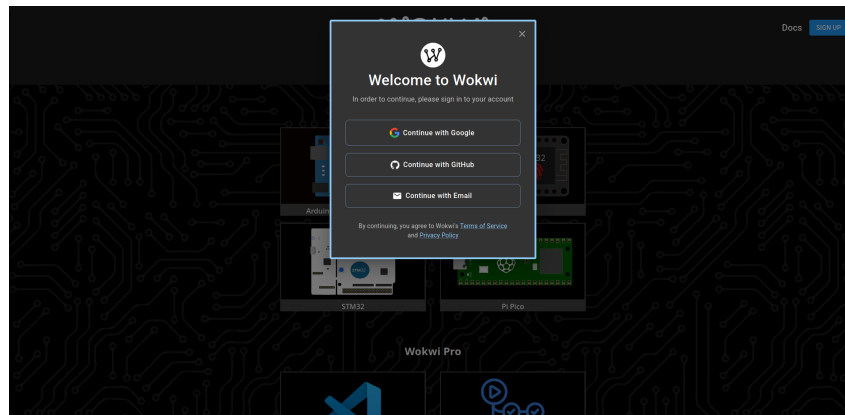 Docs
SIGN UP
Welcome to Wokwi
In order to continue, please sign in to your account
Continue with Google
Continue with GitHub
Continue with Email
By continuing, you agree to Wokwi's Terms of Service
and Privacy Policy
32
STM32
Pi Pico
Wokwi Pro